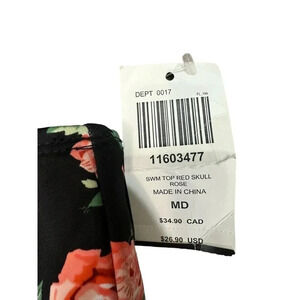 DEPT 0017
11603477
SWM TOP RED SKULL
ROSE
MADE IN CHINA
MD
$34.90 CAD
$26.90 USD